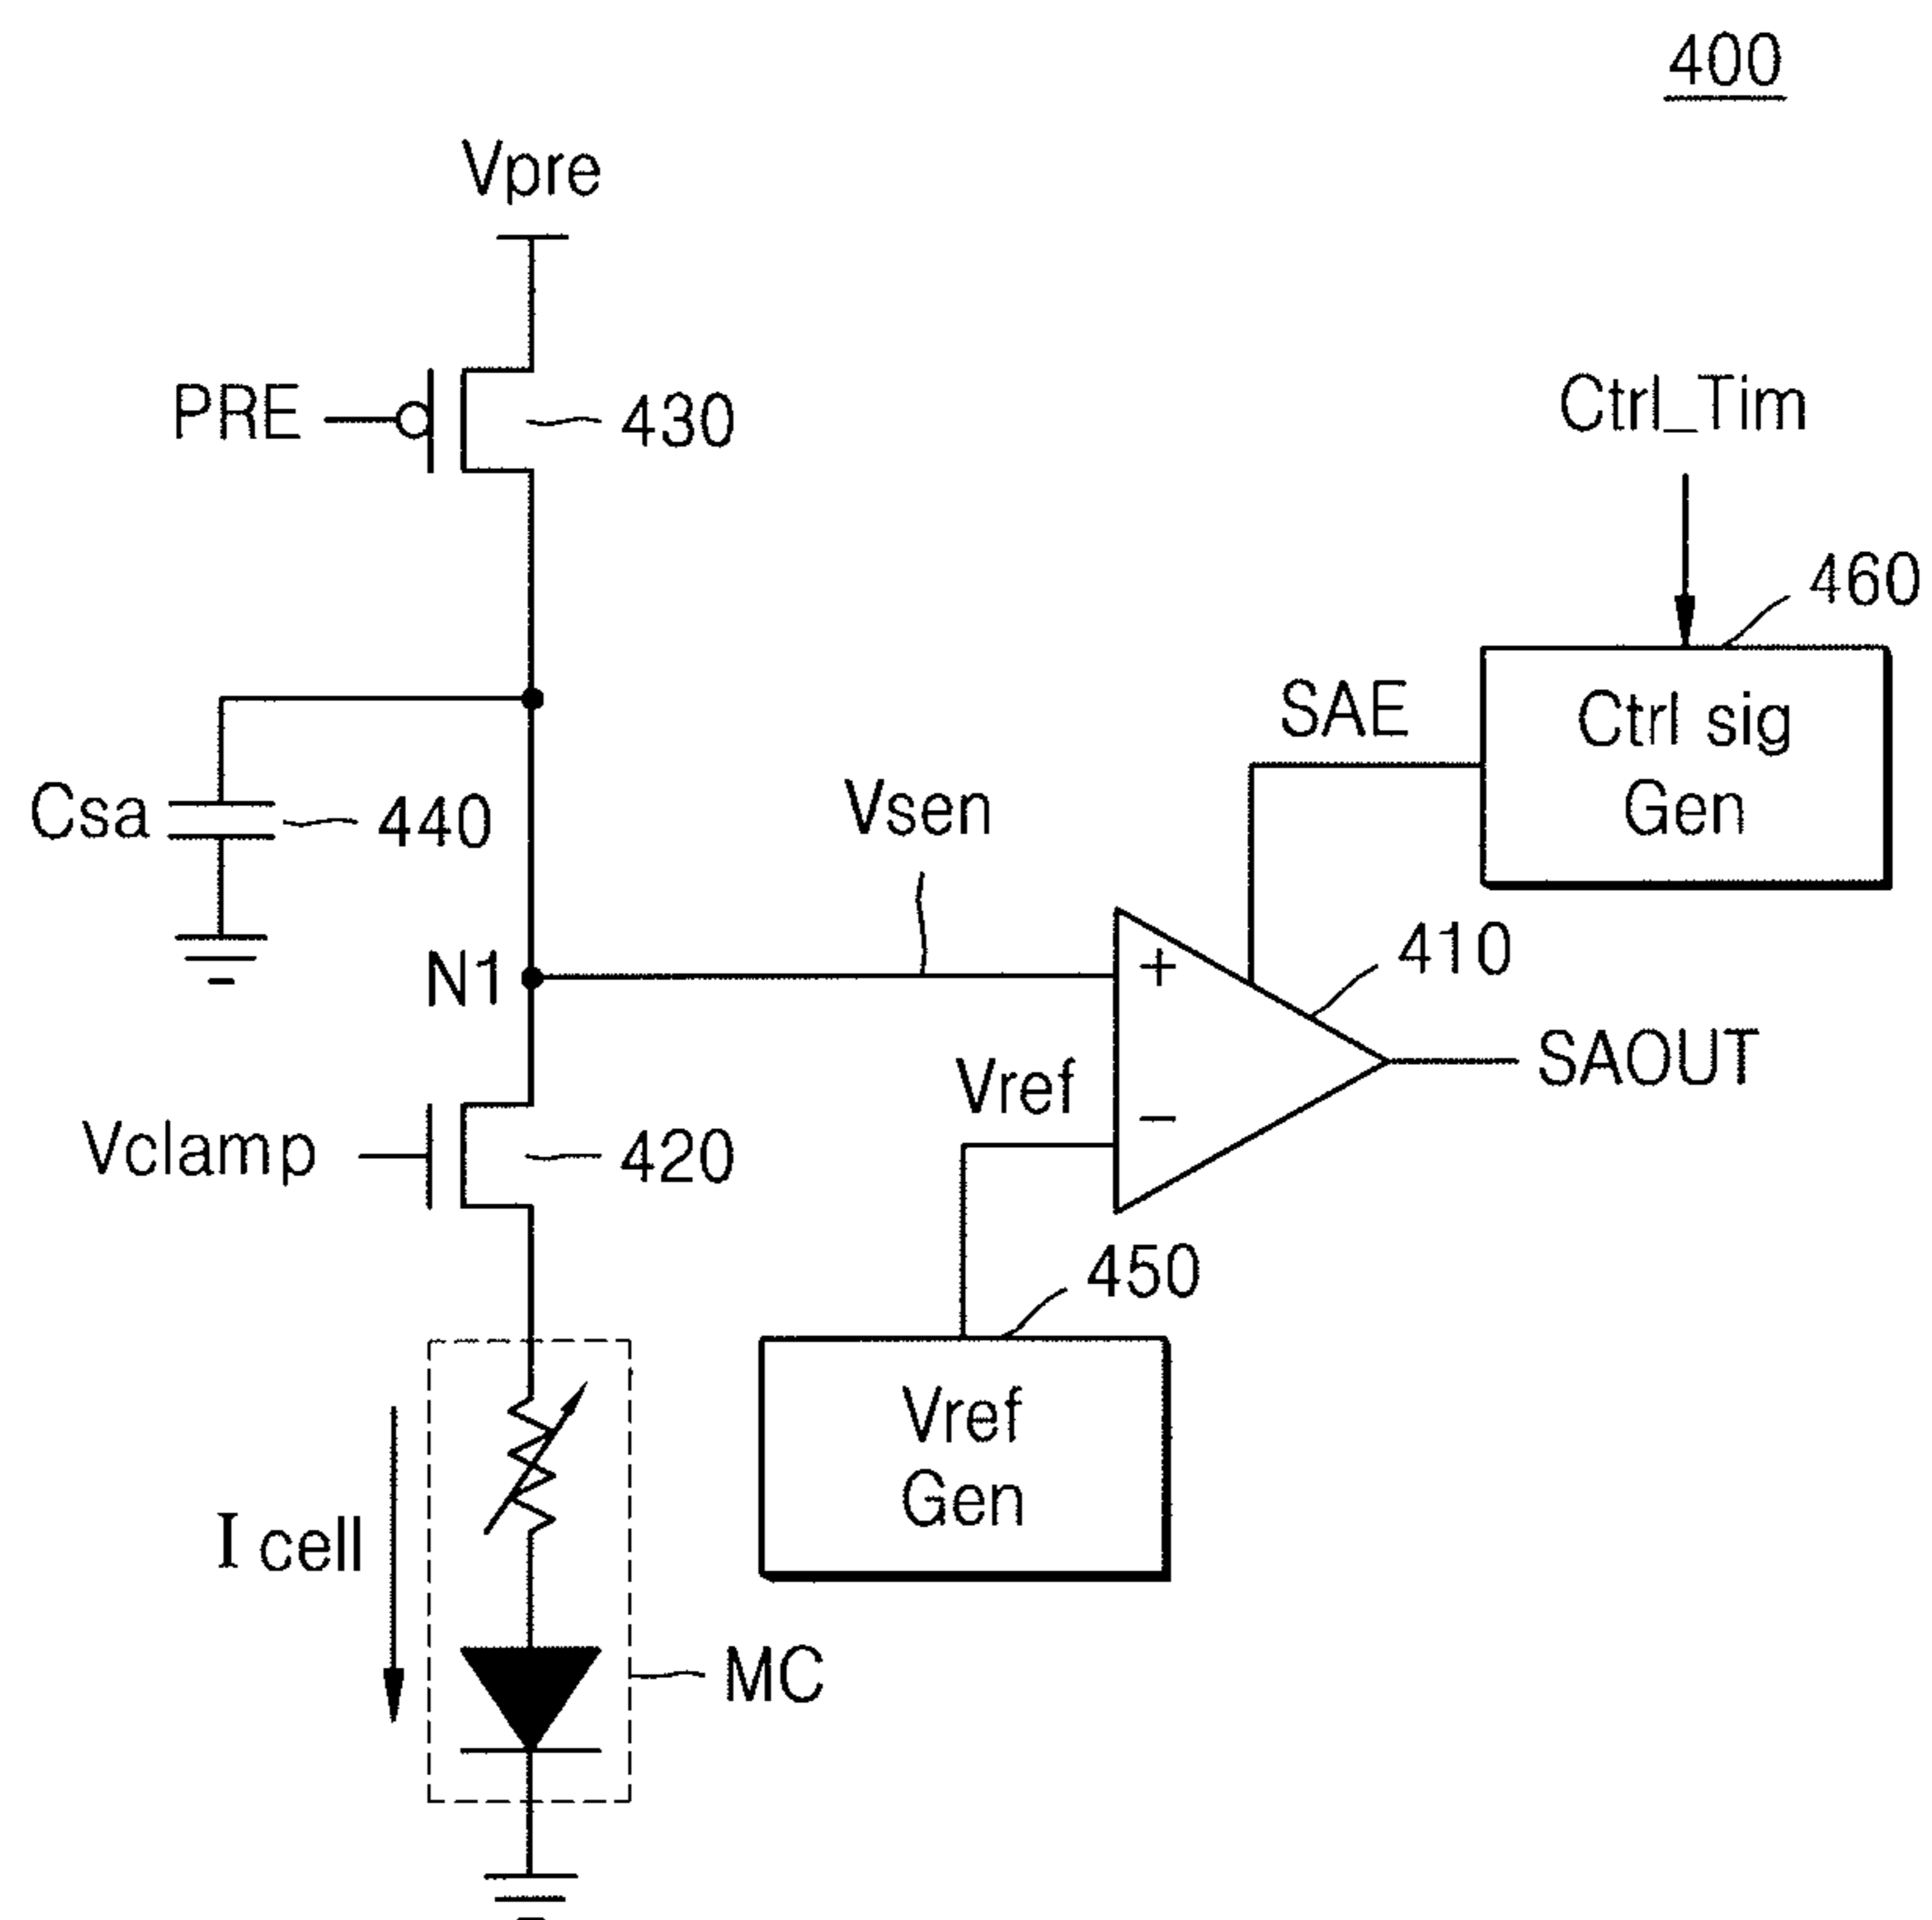 400
Vpre
PRE
430
Ctrl_Tim
460
Ctrl sig
Gen
SAE
Csa
440
Vsen
N1
+
410
Vref
SAOUT
−
Vclamp
420
450
Vref
Gen
I cell
MC